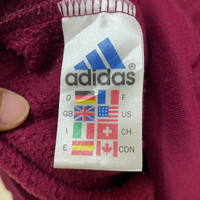 adidas
D F
GB US
I CH
E CDN